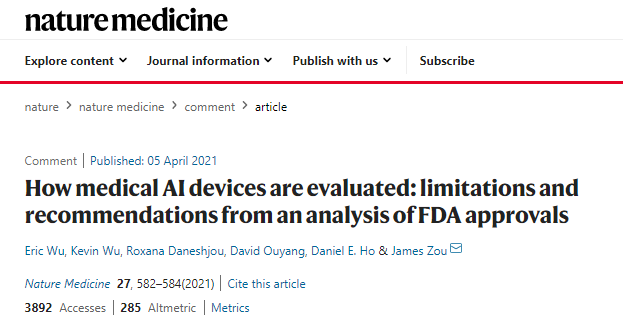 nature medicine
Explore content Journal information Publish with us Subscribe
nature > nature medicine > comment > article
Comment | Published: 05 April 2021
How medical AI devices are evaluated: limitations and
recommendations from an analysis of FDA approvals
Eric Wu, Kevin Wu, Roxana Daneshjou, David Ouyang, Daniel E. Ho & James Zou
Nature Medicine 27, 582–584(2021) | Cite this article
3892 Accesses | 285 Altmetric | Metrics